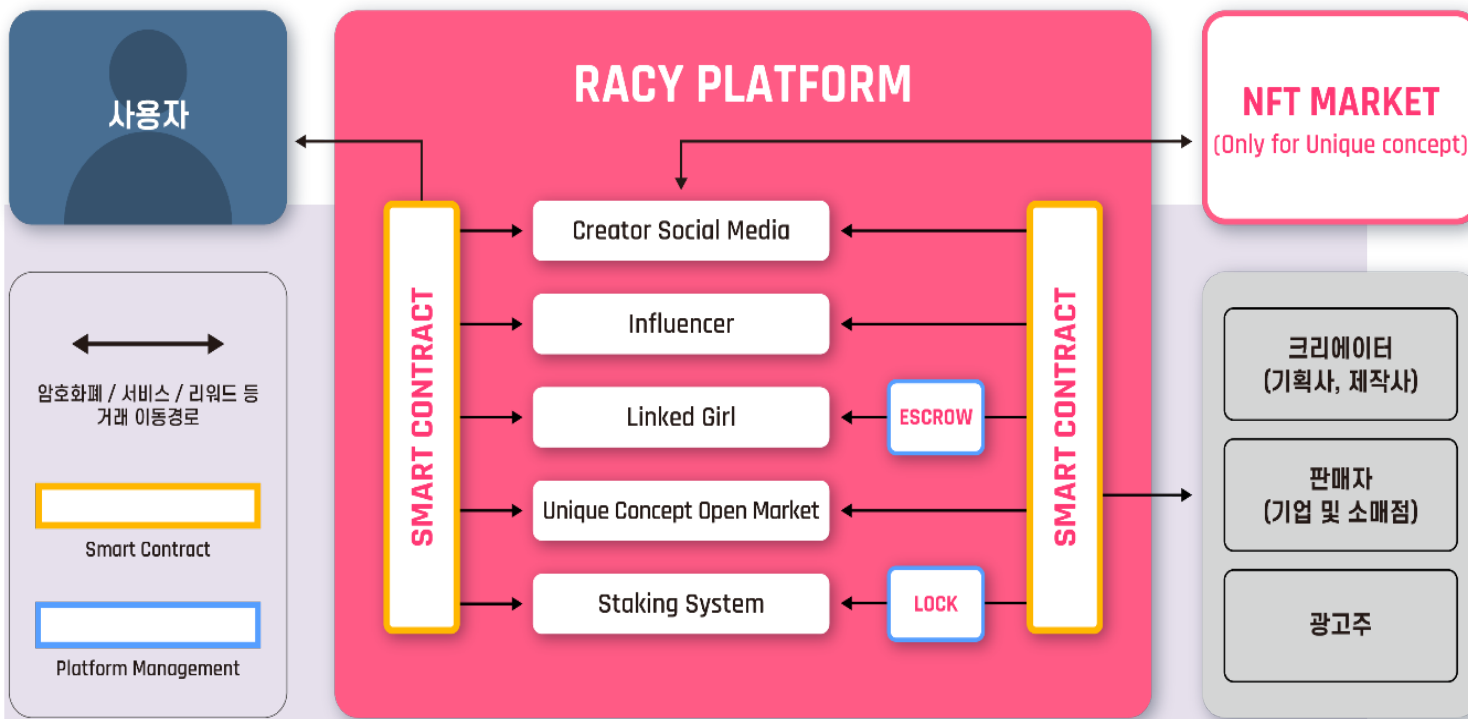 사용자
RACY PLATFORM
NFT MARKET
(Only for Unique concept)
암호화폐 / 서비스 / 리워드 등
거래 이동경로
Smart Contract
Platform Management
SMART CONTRACT
Creator Social Media
Influencer
Linked Girl
Unique Concept Open Market
Staking System
ESCROW
LOCK
SMART CONTRACT
크리에이터
(기획사, 제작사)
판매자
(기업 및 소매점)
광고주